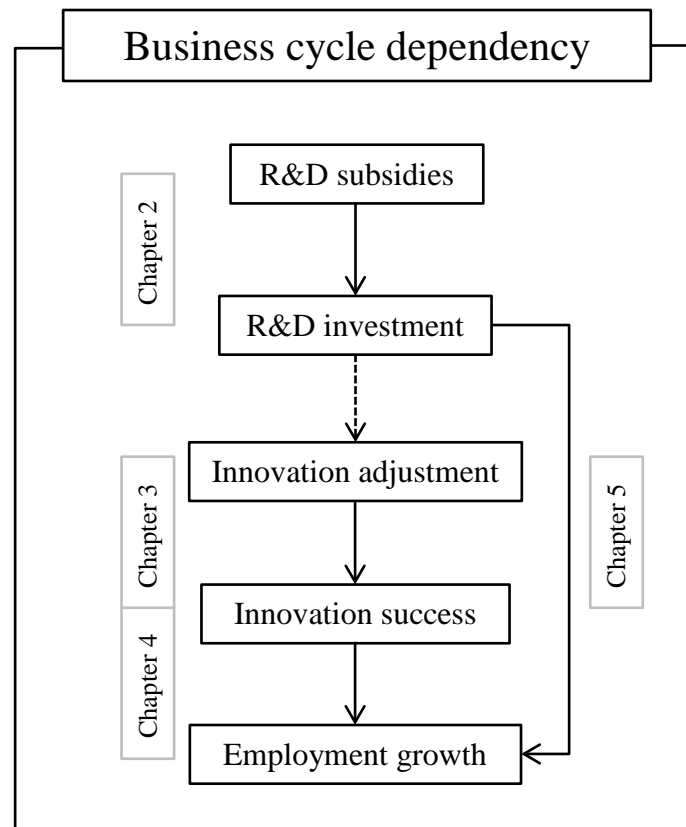 Business cycle dependency
R&D subsidies
Chapter 2
R&D investment
Innovation adjustment
Chapter 3
Chapter 5
Innovation success
Chapter 4
Employment growth